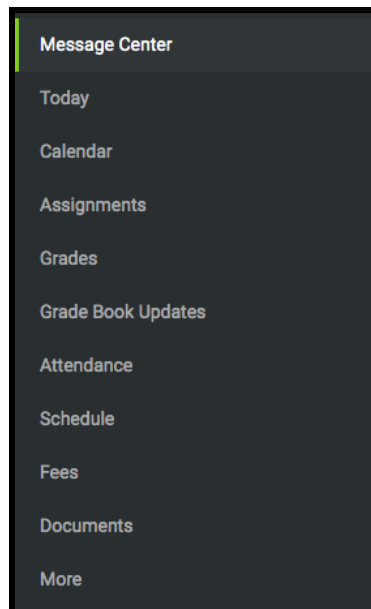 Message Center
Today
Calendar
Assignments
Grades
Grade Book Updates
Attendance
Schedule
Fees
Documents
More